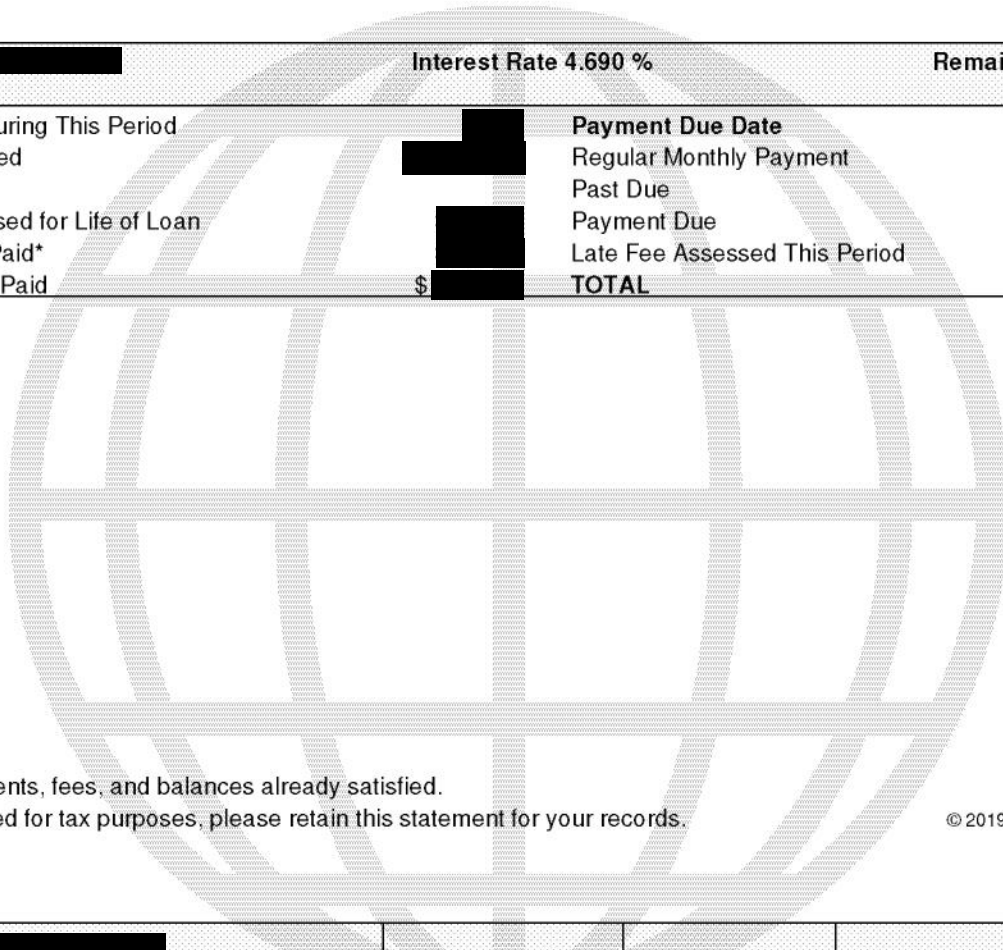 Interest Rate 4.690 % Remai
uring This Period Payment Due Date
ed Regular Monthly Payment
Past Due
sed for Life of Loan Payment Due
Paid* Late Fee Assessed This Period
Paid $ TOTAL
ents, fees, and balances already satisfied.
ed for tax purposes, please retain this statement for your records. © 2019